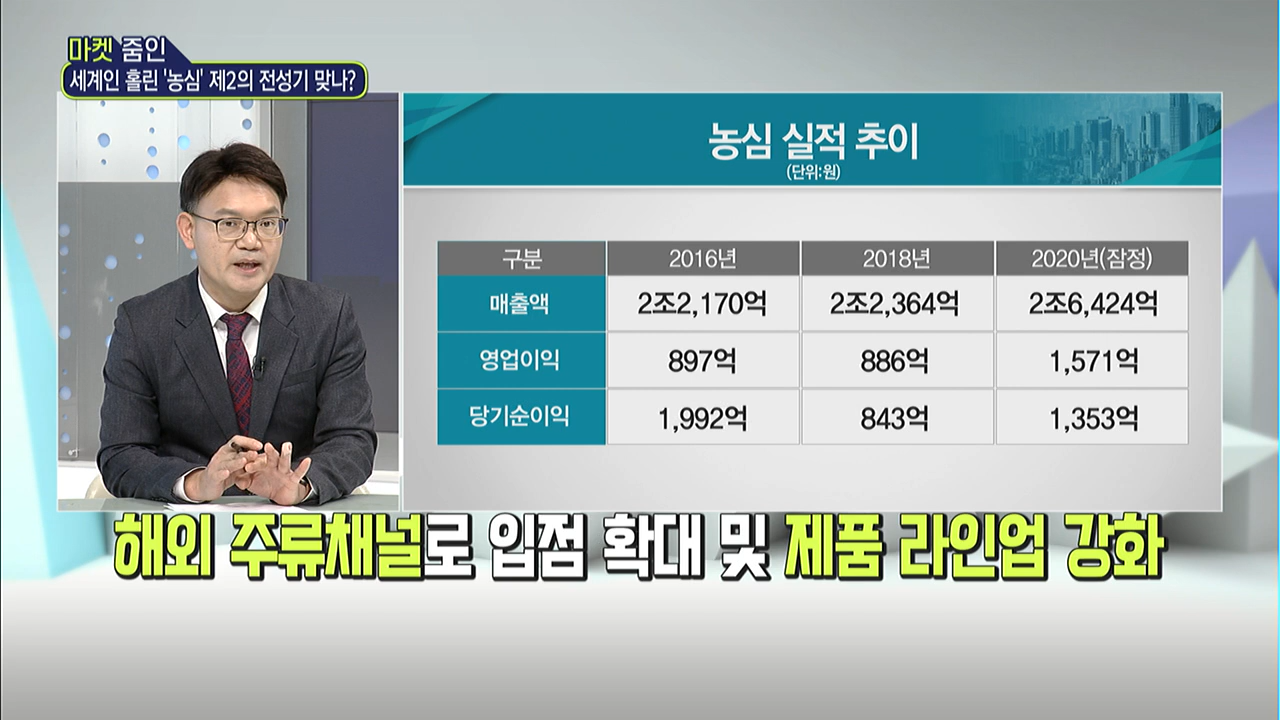 마켓 줌인
세계인 홀린 '농심' 제2의 전성기 맞나?
농심 실적 추이
(단위:원)
구분 2016년 2018년 2020년(잠정)
매출액 2조2,170억 2조2,364억 2조6,424억
영업이익 897억 886억 1,571억
당기순이익 1,992억 843억 1,353억
해외 주류채널로 입점 확대 및 제품 라인업 강화